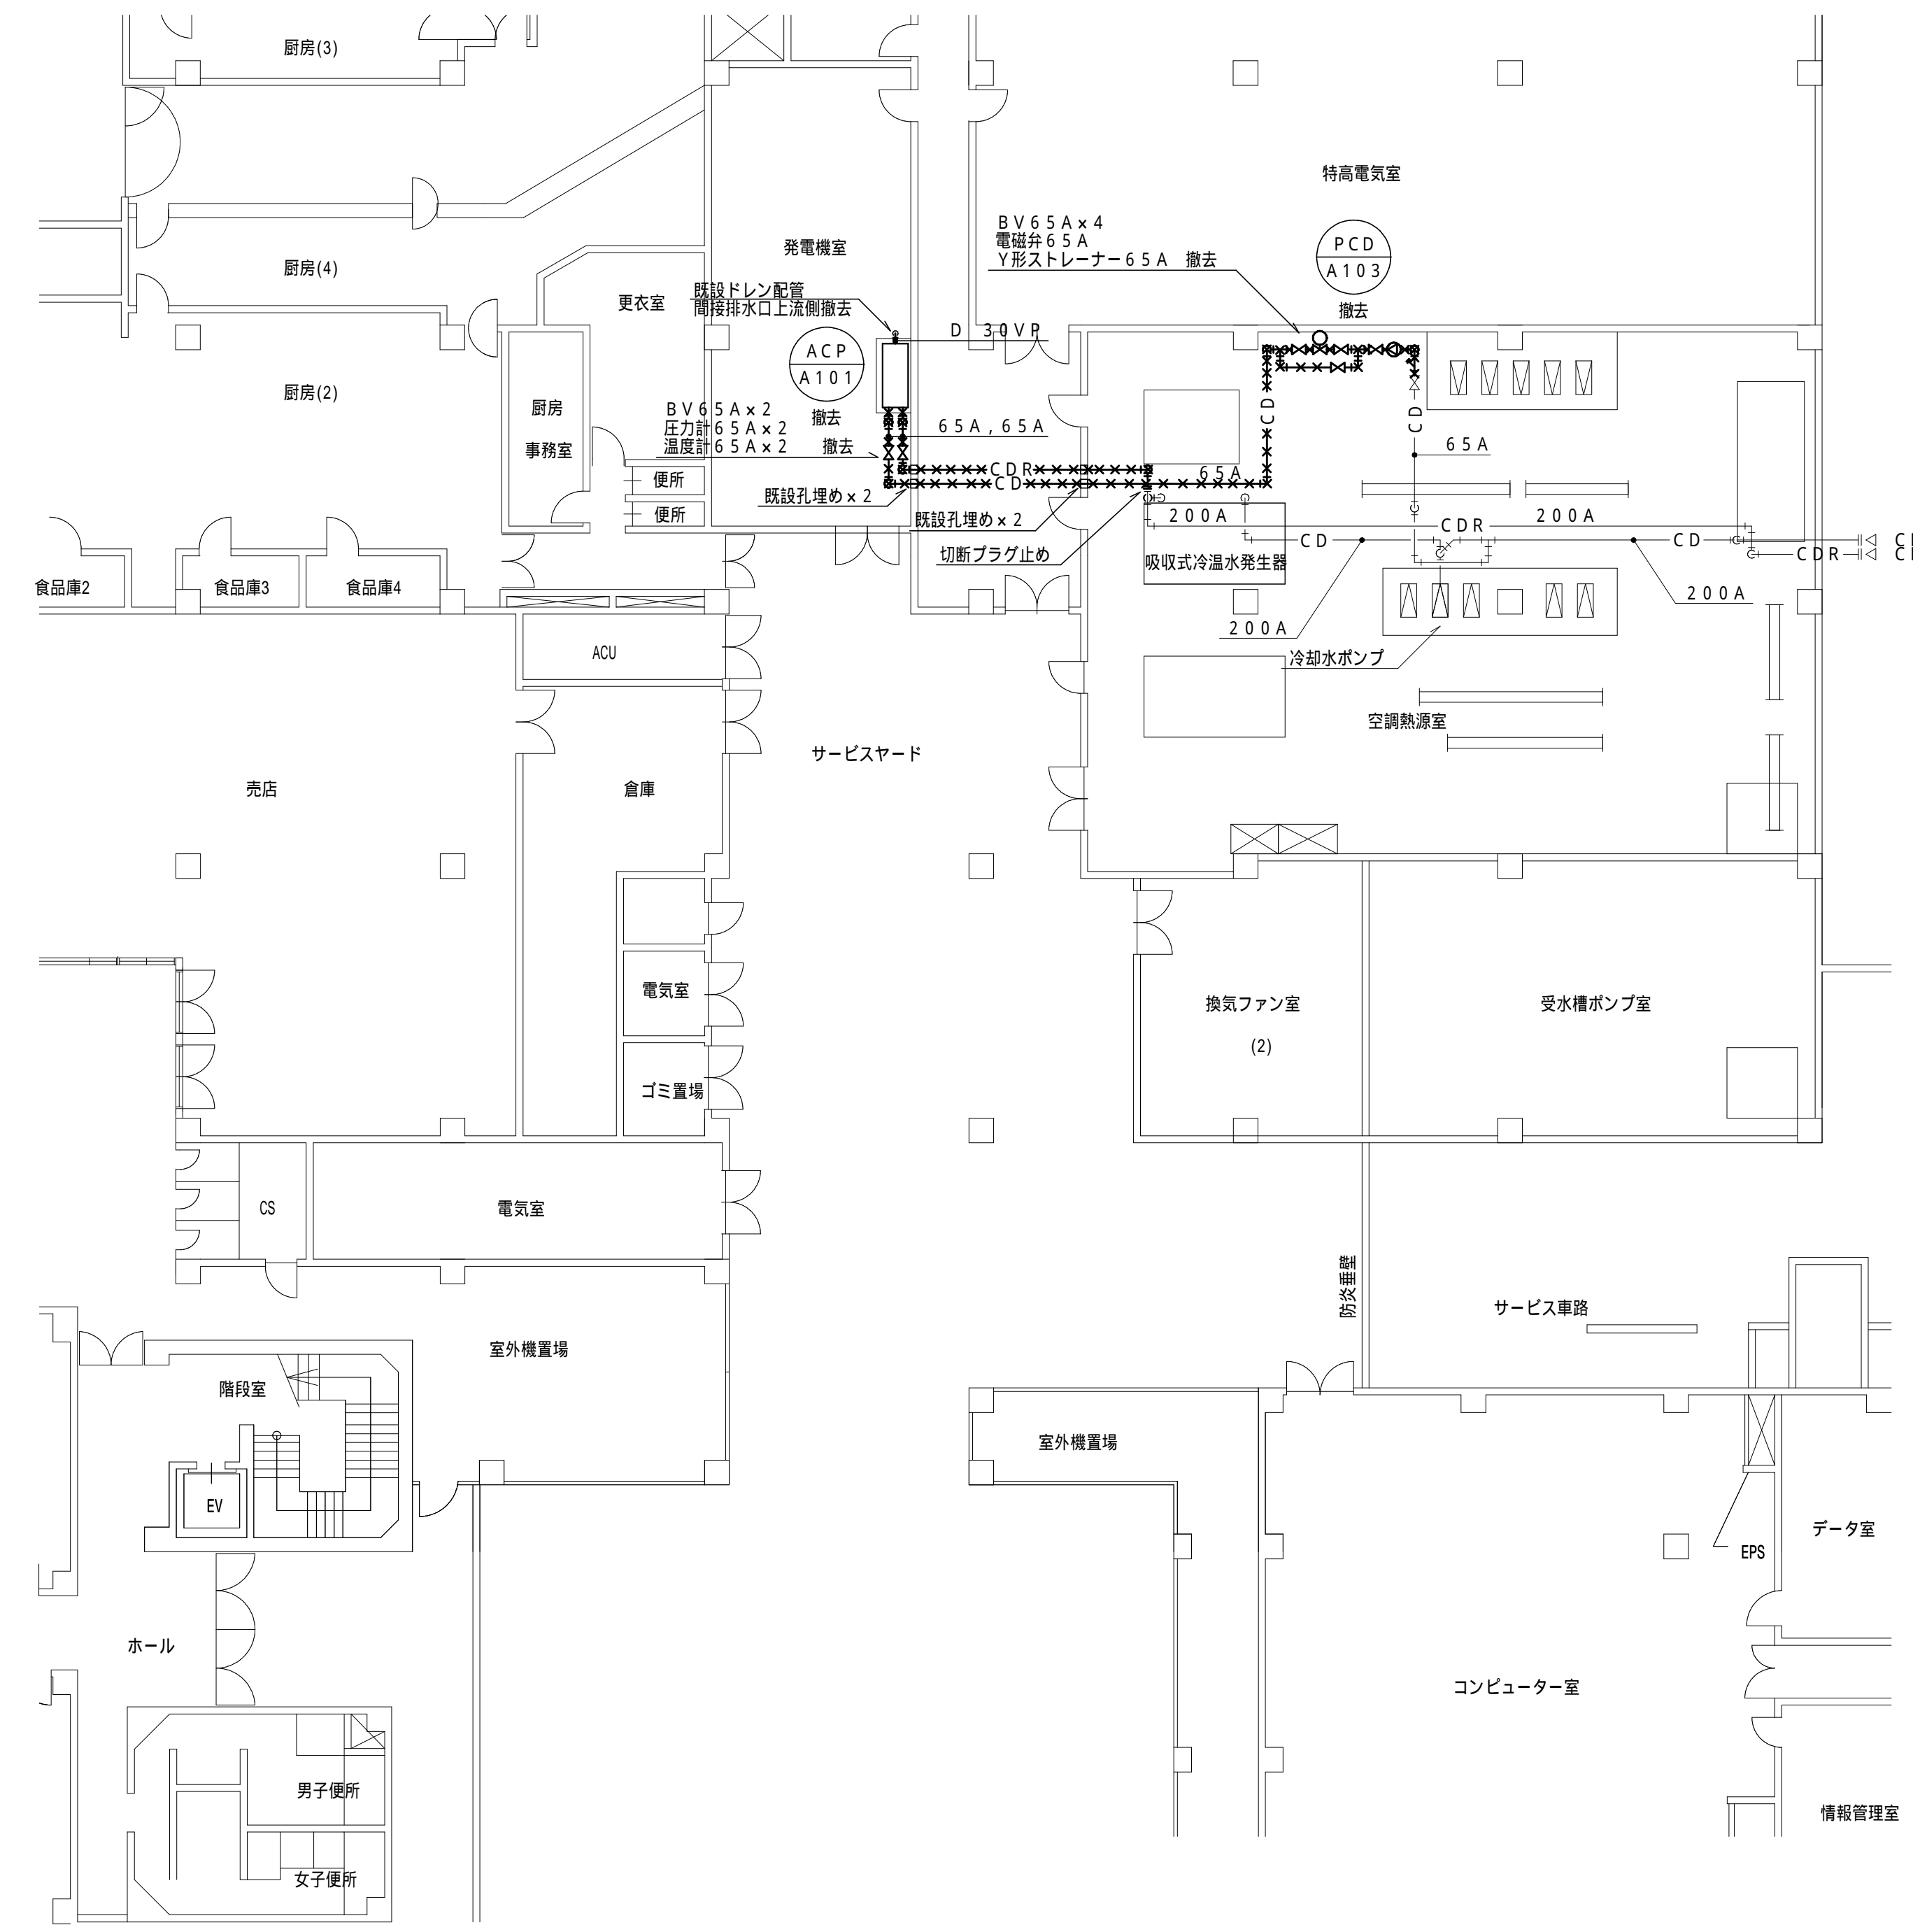 厨房(3)
特高電気室
BV65A×4
電磁弁65A
Y形ストレーナー65A 撤去
PCD
A103
撤去
発電機室
厨房(4)
既設ドレン配管
間接排水口上流側撤去
更衣室
D 30VP
ACP
A101
撤去
厨房(2)
厨房
事務室
BV65A×2
圧力計65A×2
温度計65A×2 撤去
65A,65A
CD
CD
65A
便所
便所
CDR
CD
65A
既設孔埋め×2
既設孔埋め×2
切断プラグ止め
200A
CDR
200A
CD
CD
CDR
吸収式冷温水発生器
食品庫2
食品庫3
食品庫4
200A
200A
冷却水ポンプ
ACU
空調熱源室
サービスヤード
売店
倉庫
電気室
換気ファン室
(2)
受水槽ポンプ室
ゴミ置場
CS
電気室
防炎垂壁
サービス車路
室外機置場
階段室
室外機置場
EV
データ室
EPS
ホール
コンピューター室
男子便所
情報管理室
女子便所